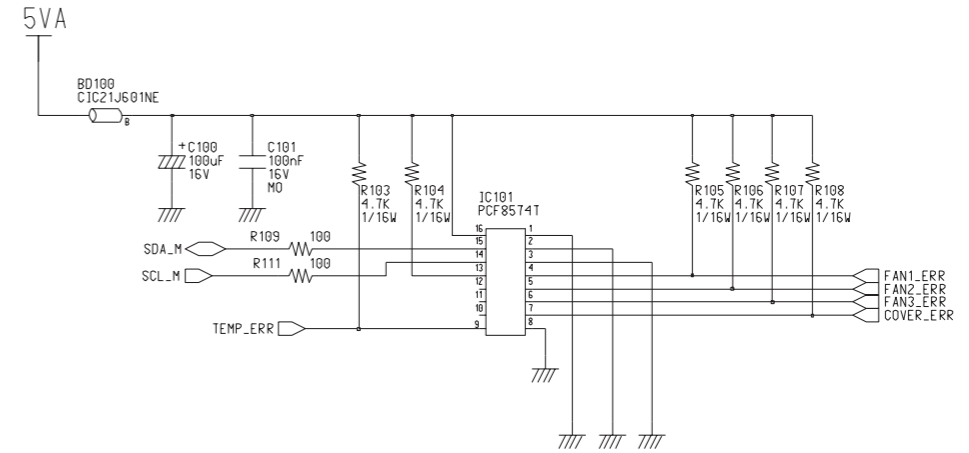 5VA
BD100
CIC21J601NE
B
+C100
100uF
16V
C101
100nF
16V
MO
R103
4.7K
1/16W
R104
4.7K
1/16W
R105
4.7K
1/16W
R106
4.7K
1/16W
R107
4.7K
1/16W
R108
4.7K
1/16W
IC101
PCF8574T
16
15
14
13
12
11
10
9
1
2
3
4
5
6
7
8
R109 100
SDA_M
R111 100
SCL_M
TEMP_ERR
FAN1_ERR
FAN2_ERR
FAN3_ERR
COVER_ERR